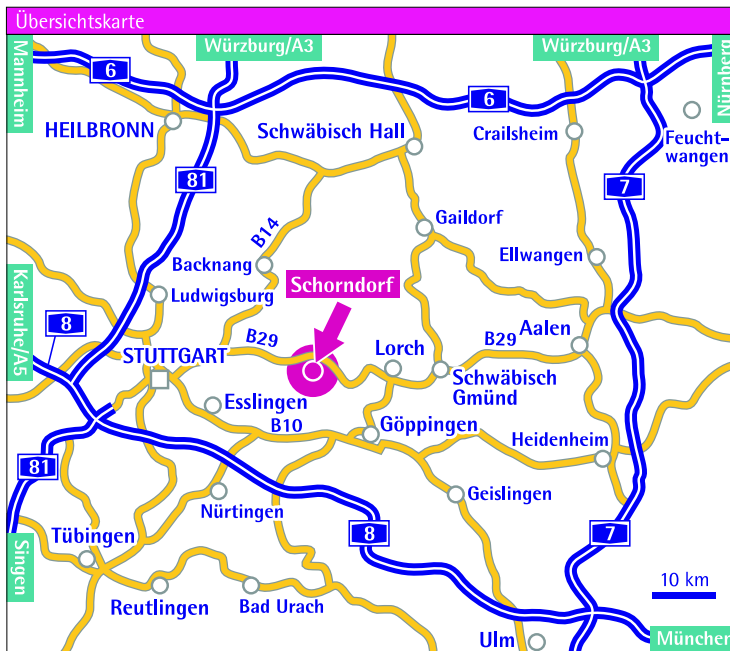 Übersichtskarte
Würzburg/A3
Würzburg/A3
Mannheim
Nürnberg
6
6
HEILBRONN
Schwäbisch Hall
Crailsheim
Feucht-
wangen
81
7
Gaildorf
B14
Backnang
Ellwangen
Karlsruhe/A5
Ludwigsburg
Schorndorf
8
B29
Lorch
B29
Aalen
STUTTGART
Schwäbisch
Gmünd
Esslingen
B10
Göppingen
Heidenheim
81
Nürtingen
Geislingen
8
7
Tübingen
Singen
Reutlingen
Bad Urach
10 km
Ulm
München